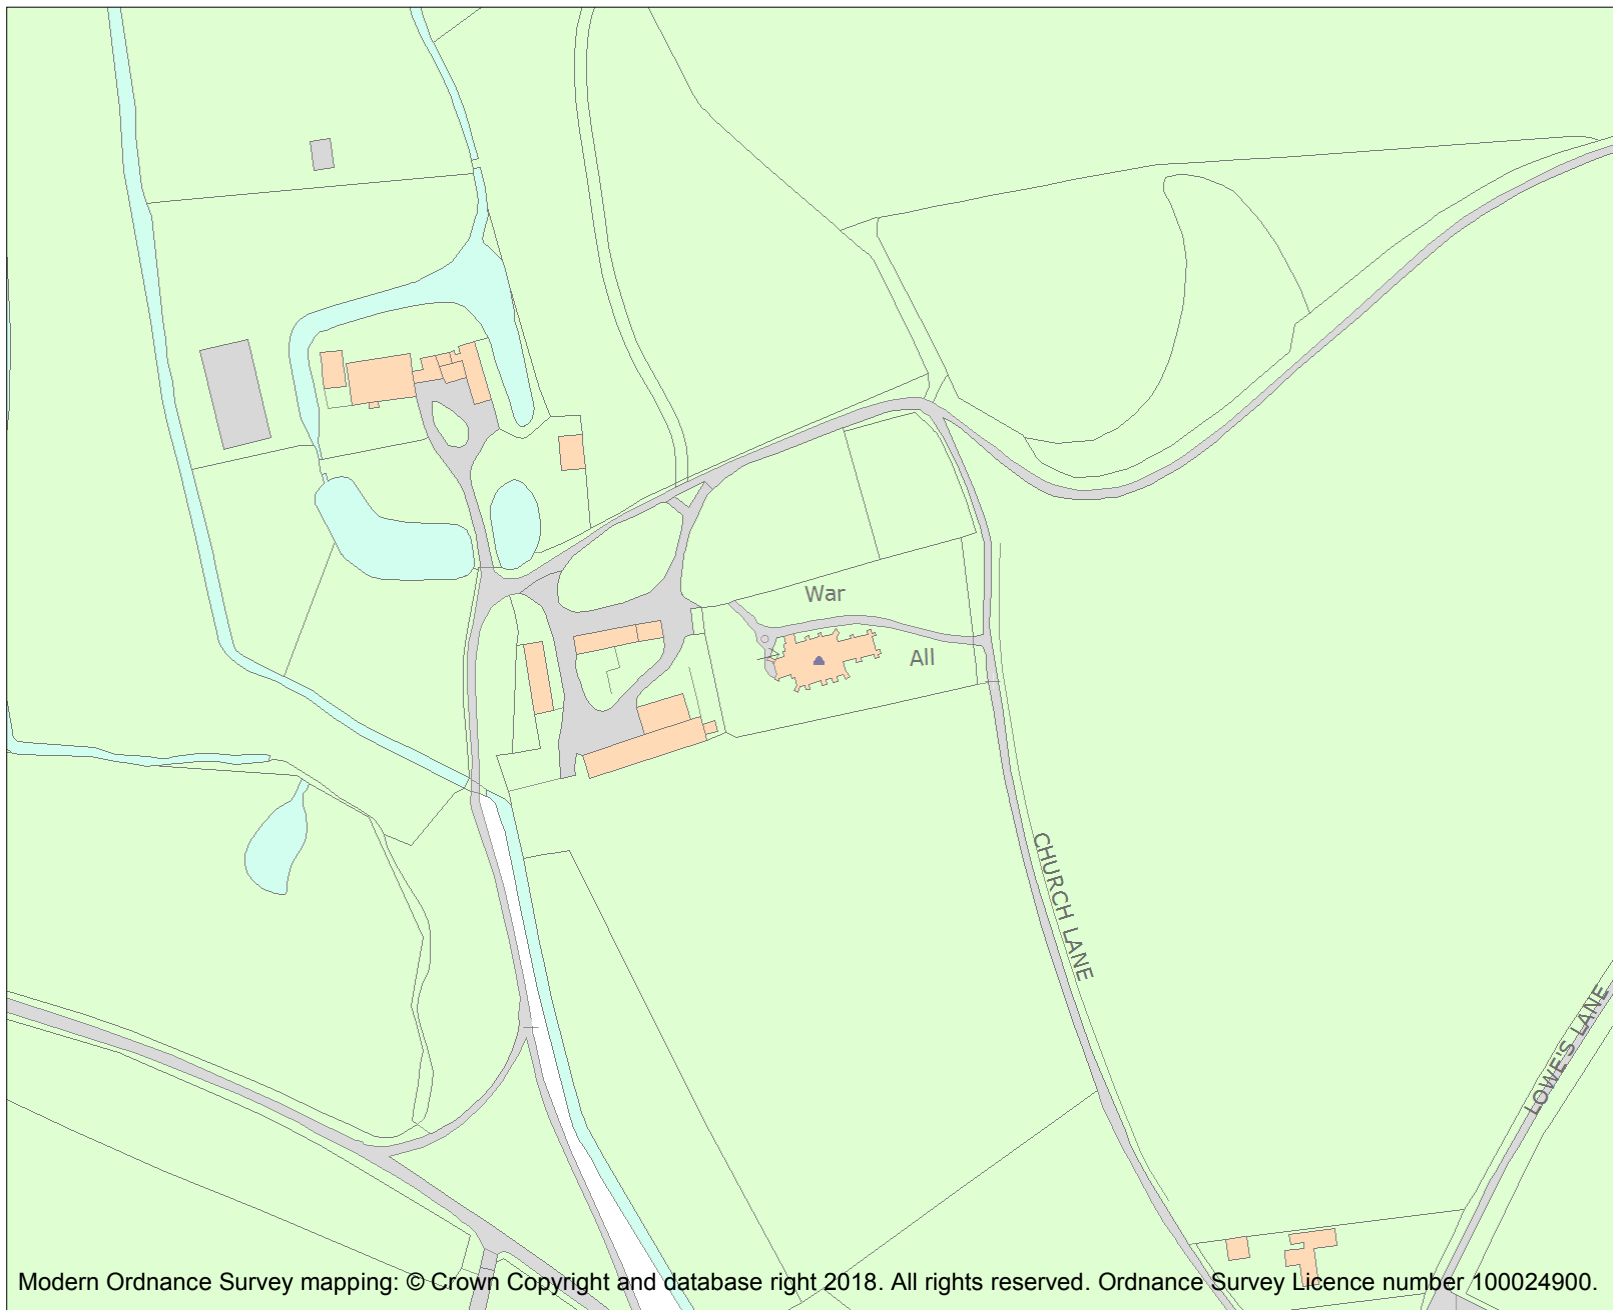 War
All
CHURCH LANE
LOWE'S LANE
Modern Ordnance Survey mapping: © Crown Copyright and database right 2018. All rights reserved. Ordnance Survey Licence number 100024900.